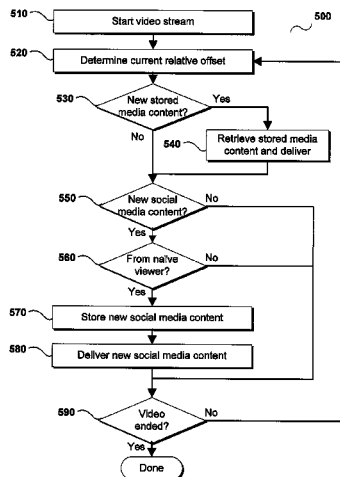 500
510
Start video stream
520
Determine current relative offset
530
New stored
media content?
Yes
No
540
Retrieve stored media
content and deliver
550
New social
media content?
No
Yes
560
From naïve
viewer?
No
Yes
570
Store new social media content
580
Deliver new social media content
590
Video
ended?
No
Yes
Done